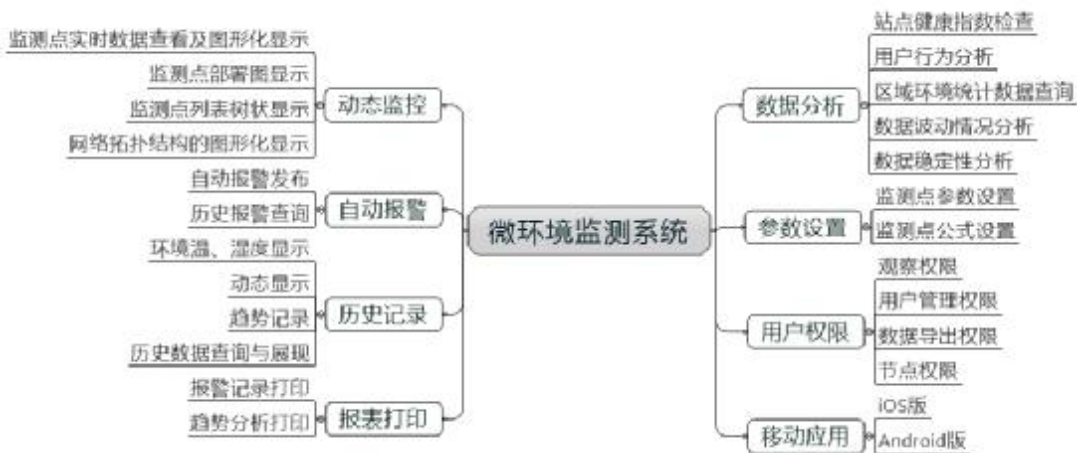 微环境监测系统
动态监控
监测点实时数据查看及图形化显示
监测点部署图显示
监测点列表树状显示
网络拓扑结构的图形化显示
自动报警
自动报警发布
历史报警查询
历史记录
环境温、湿度显示
动态显示
趋势记录
历史数据查询与展现
报表打印
报警记录打印
趋势分析打印
数据分析
站点健康指数检查
用户行为分析
区域环境统计数据查询
数据波动情况分析
数据稳定性分析
参数设置
监测点参数设置
监测点公式设置
用户权限
观察权限
用户管理权限
数据导出权限
节点权限
移动应用
iOS版
Android版